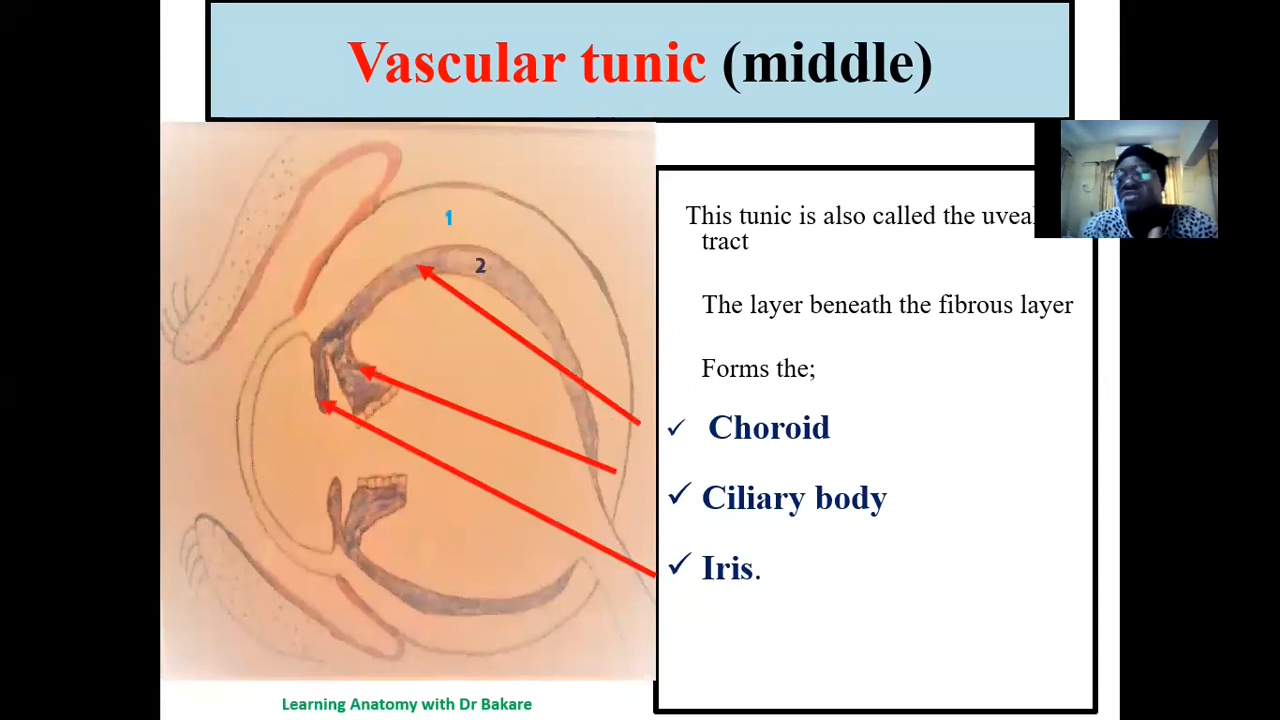 Vascular tunic (middle)
1
2
This tunic is also called the uveal
tract
The layer beneath the fibrous layer
Forms the;
✓ Choroid
✓ Ciliary body
✓ Iris.
Learning Anatomy with Dr Bakare